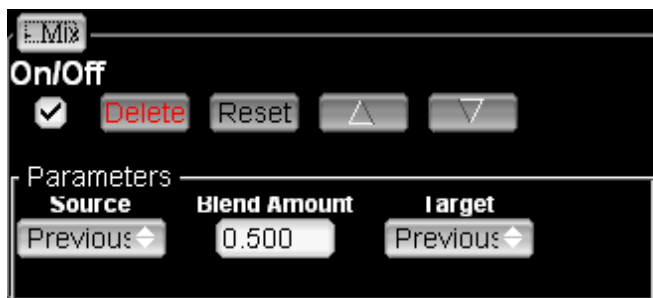 Mix
On/Off
Delete Reset
Parameters
Source Blend Amount Target
Previous 0.500 Previous